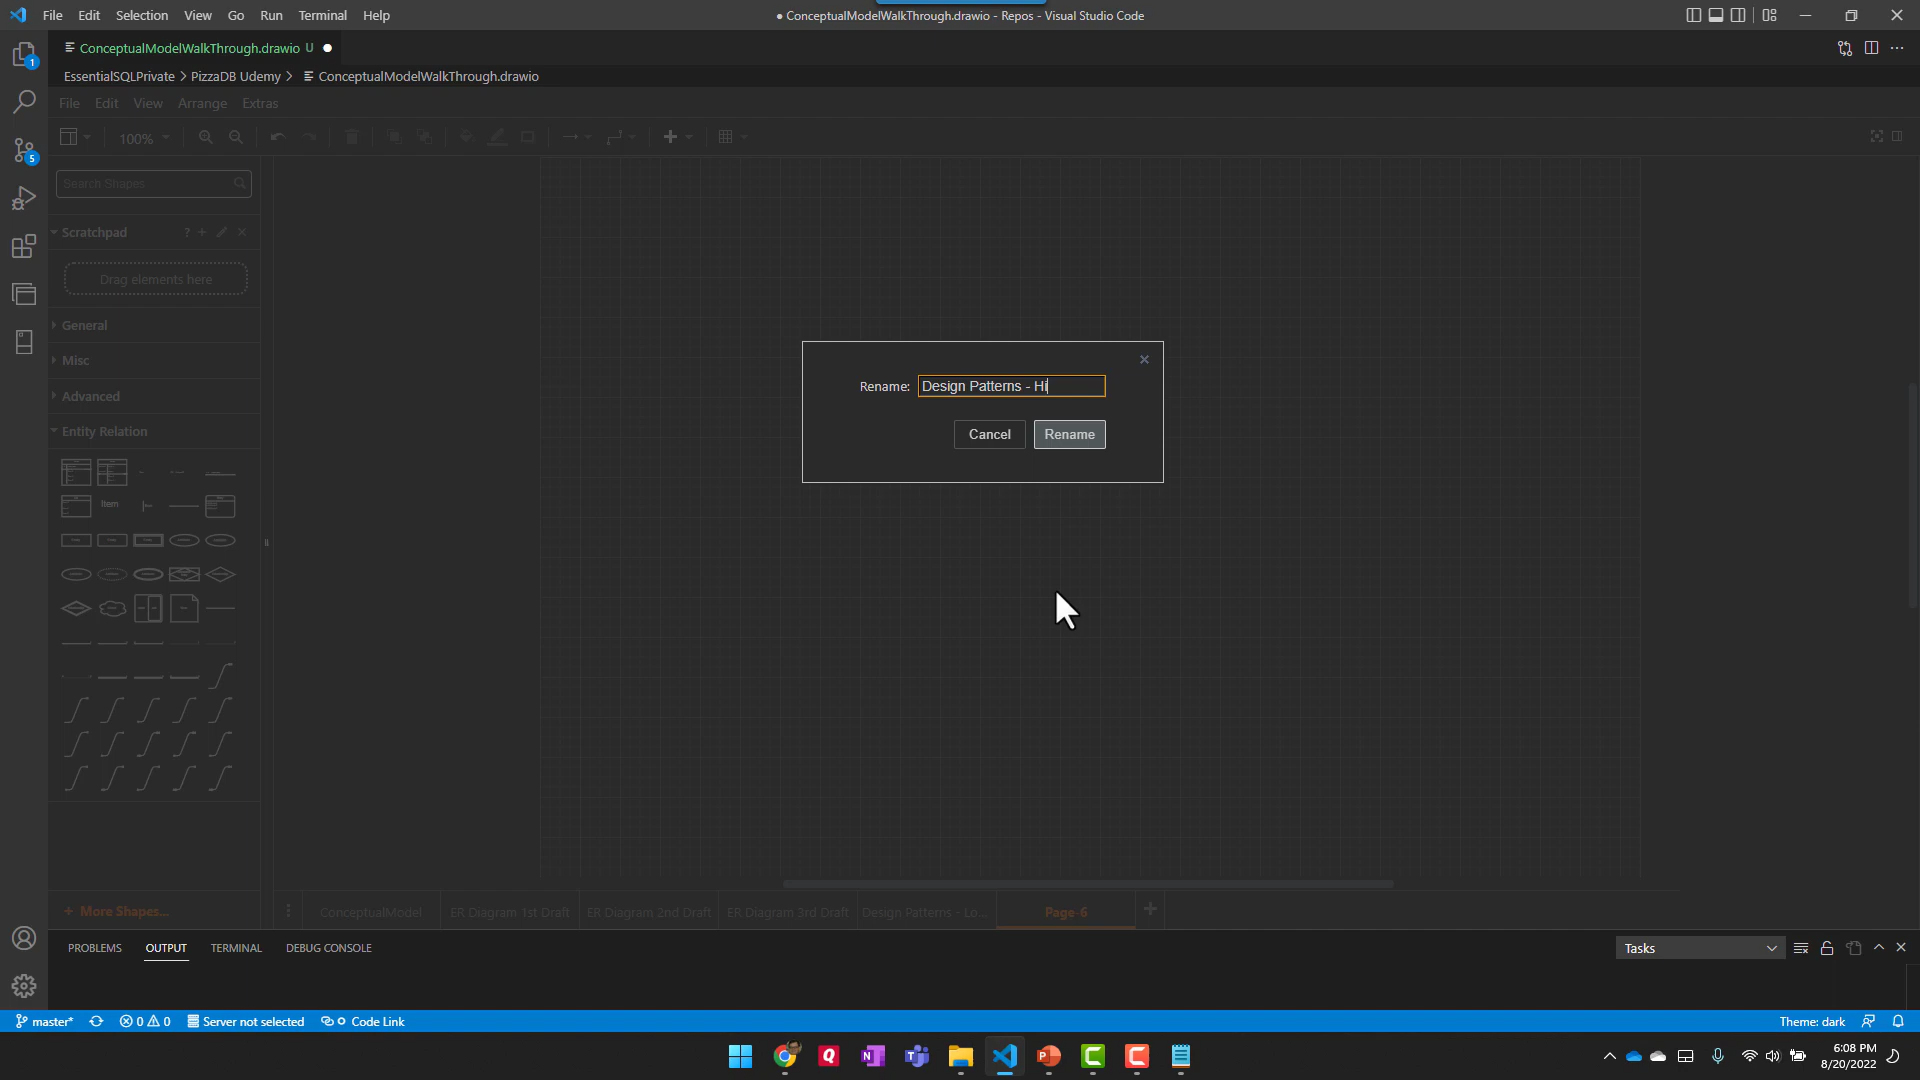 File Edit Selection View Go Run Terminal Help
● ConceptualModelWalkThrough.drawio - Repos - Visual Studio Code
1
ConceptualModelWalkThrough.drawio U
EssentialSQLPrivate > PizzaDB Udemy > ConceptualModelWalkThrough.drawio
File Edit View Arrange Extras
100%
5
Search Shapes
Scratchpad
?
Drag elements here
General
Misc
Advanced
Entity Relation
Item
Rename: Design Patterns - Hi
Cancel Rename
+ More Shapes...
ConceptualModel ER Diagram 1st Draft ER Diagram 2nd Draft ER Diagram 3rd Draft Design Patterns - Lo... Page-6
PROBLEMS OUTPUT TERMINAL DEBUG CONSOLE
Tasks
master* 0 0 Server not selected Code Link
Theme: dark
6:08 PM
8/20/2022